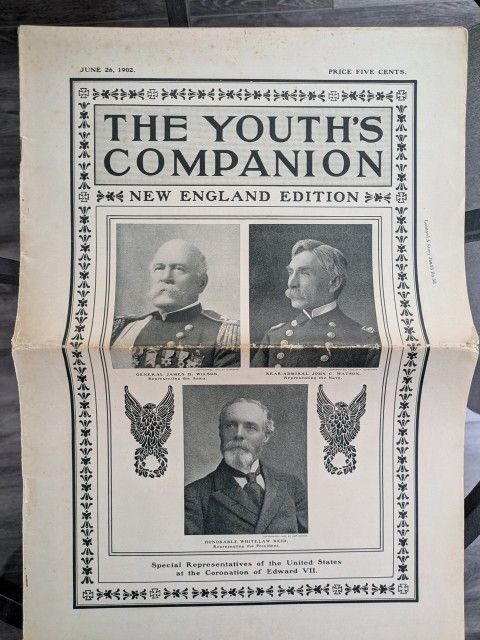 JUNE 26, 1902.
PRICE FIVE CENTS.
THE YOUTH'S
COMPANION
NEW ENGLAND EDITION
GENERAL JAMES H. WILSON,
Representing the Army.
REAR-ADMIRAL JOHN C. WATSON,
Representing the Navy.
HONORABLE WHITELAW REID,
Representing the President.
Special Representatives of the United States
at the Coronation of Edward VII.